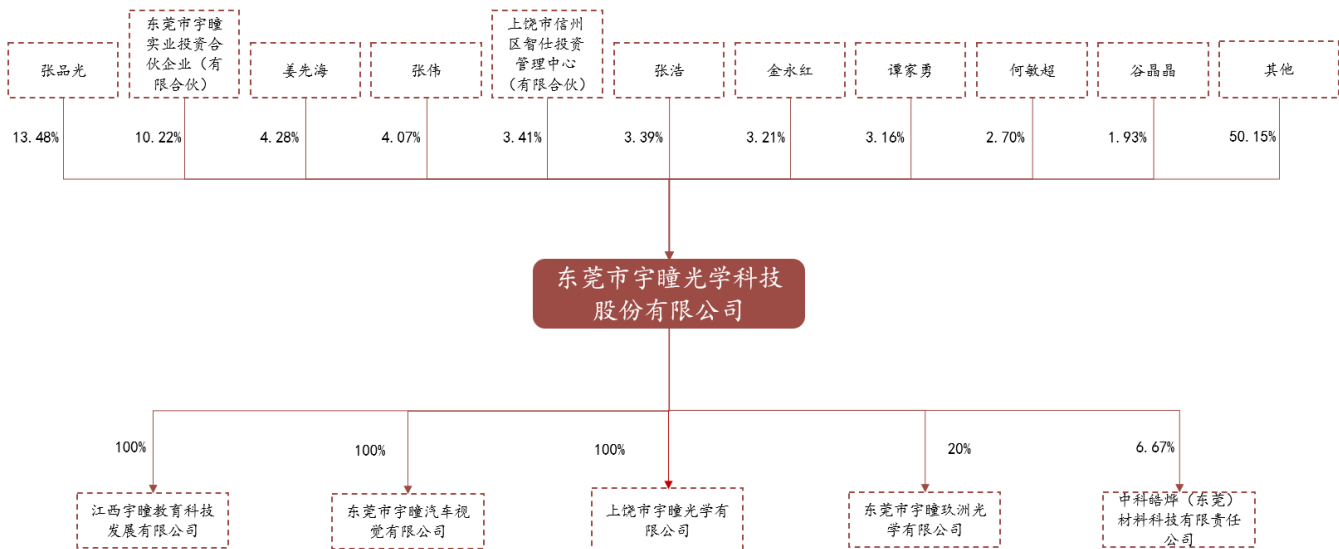 张品光
东莞市宇瞳
实业投资合
伙企业（有
限合伙）
姜先海
张伟
上饶市信州
区智仕投资
管理中心
（有限合伙）
张浩
金永红
谭家勇
何敏超
谷晶晶
其他
13.48%
10.22%
4.28%
4.07%
3.41%
3.39%
3.21%
3.16%
2.70%
1.93%
50.15%
东莞市宇瞳光学科技
股份有限公司
100%
100%
100%
20%
6.67%
江西宇瞳教育科技
发展有限公司
东莞市宇瞳汽车视
觉有限公司
上饶市宇瞳光学有
限公司
东莞市宇瞳玖洲光
学有限公司
中科皓烨（东莞）
材料科技有限责任
公司